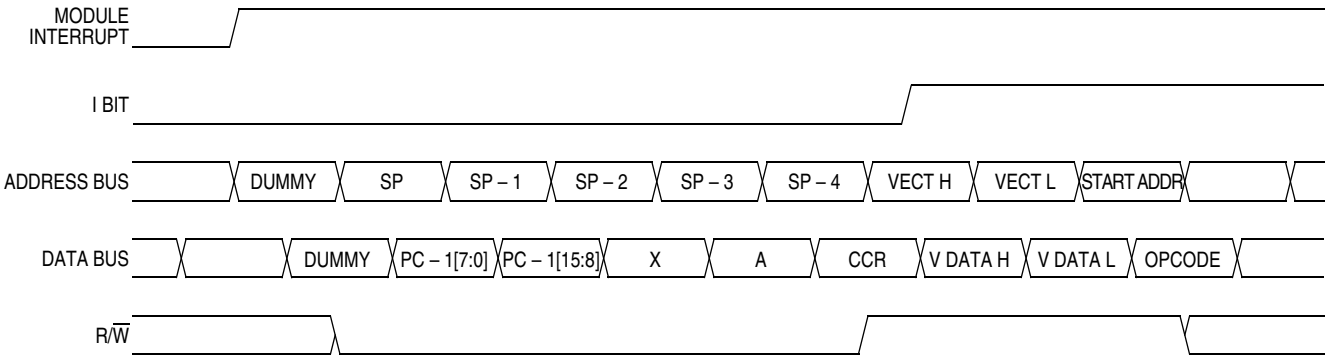 MODULE
INTERRUPT
I BIT
ADDRESS BUS DUMMY SP SP – 1 SP – 2 SP – 3 SP – 4 VECT H VECT L START ADDR
DATA BUS DUMMY PC – 1[7:0] PC – 1[15:8] X A CCR V DATA H V DATA L OPCODE
R/W̅